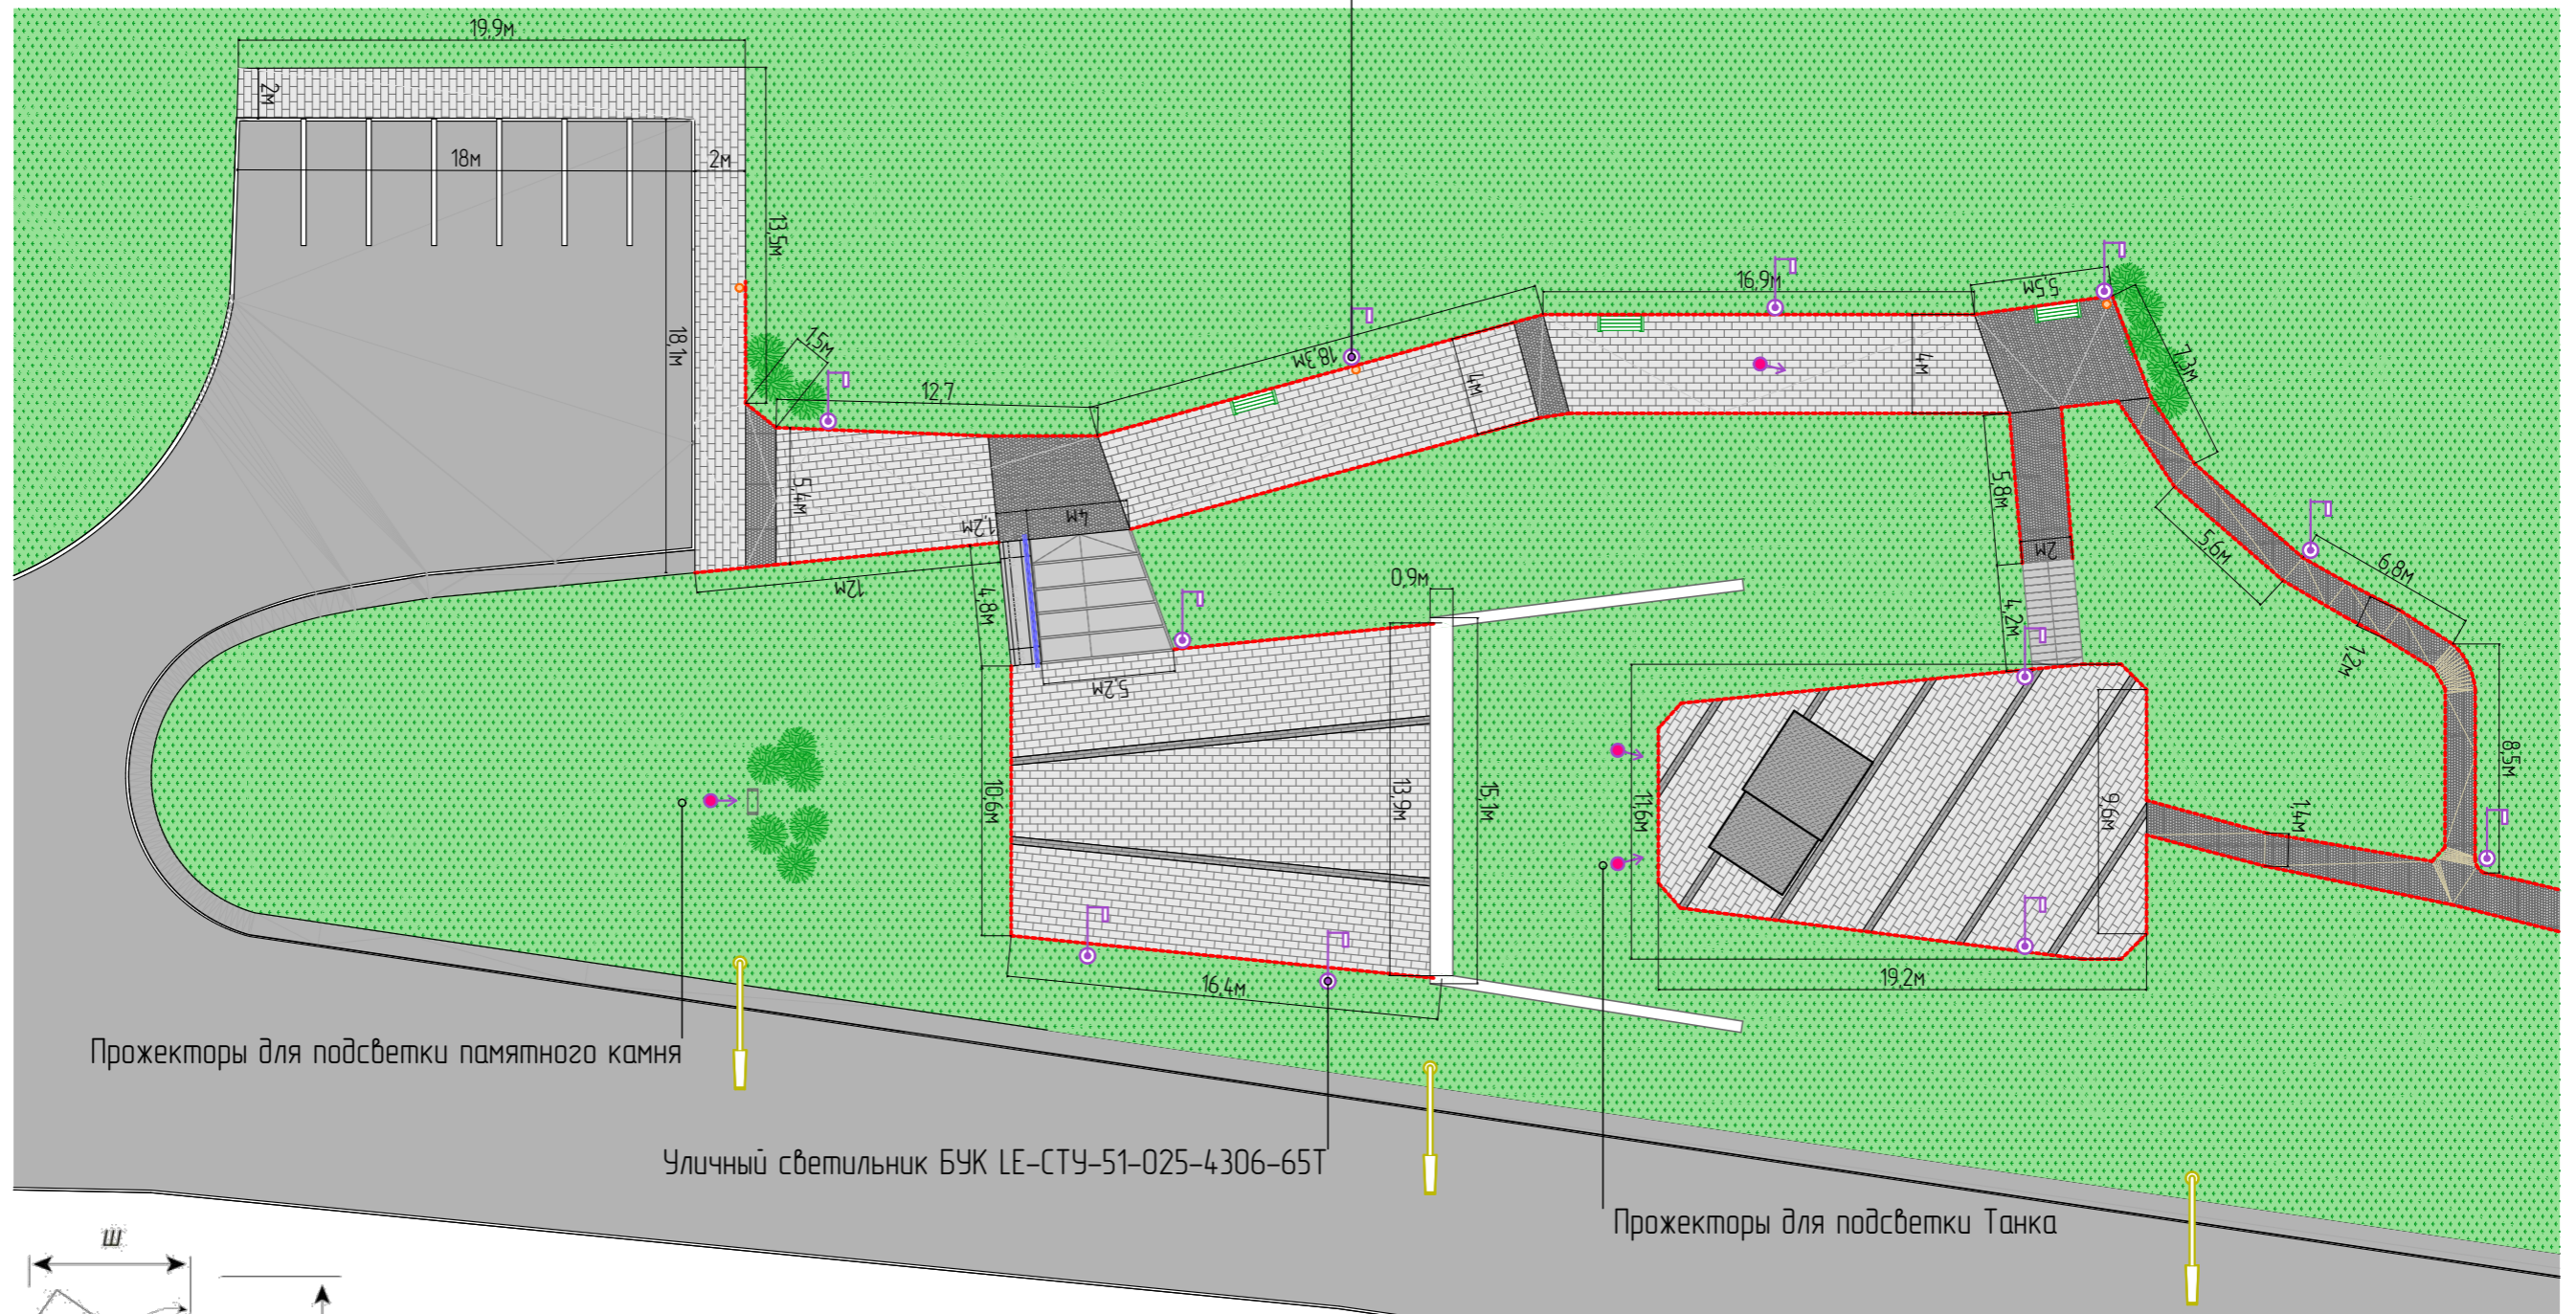 19,9м
2м
18м
2м
13,5м
18,1м
1,5м
12,7
5,4м
18,3м
4м
16,9м
4м
5,5м
7,3м
1,2м
4м
12м
4,8м
5,2м
0,9м
5,8м
2м
4,2м
5,6м
6,8м
1,2м
8,5м
10,6м
13,9м
15,1м
11,6м
9,6м
1,4м
16,4м
19,2м
Прожекторы для подсветки памятного камня
Уличный светильник БУК LE-СТУ-51-025-4306-65Т
Прожекторы для подсветки Танка
Ш